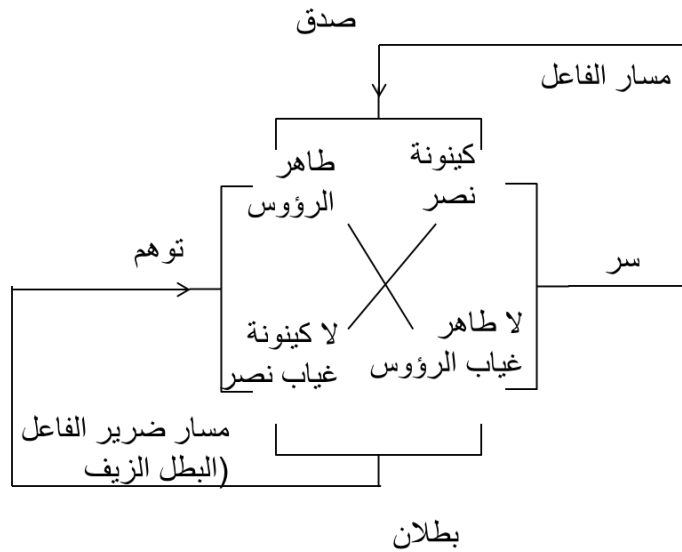 صدق
مسار الفاعل
كينونة
نصر
طاهر
الرؤوس
توهم
سر
لا طاهر
غياب الرؤوس
لا كينونة
غياب نصر
مسار ضرير الفاعل
(البطل الزيف
بطلان